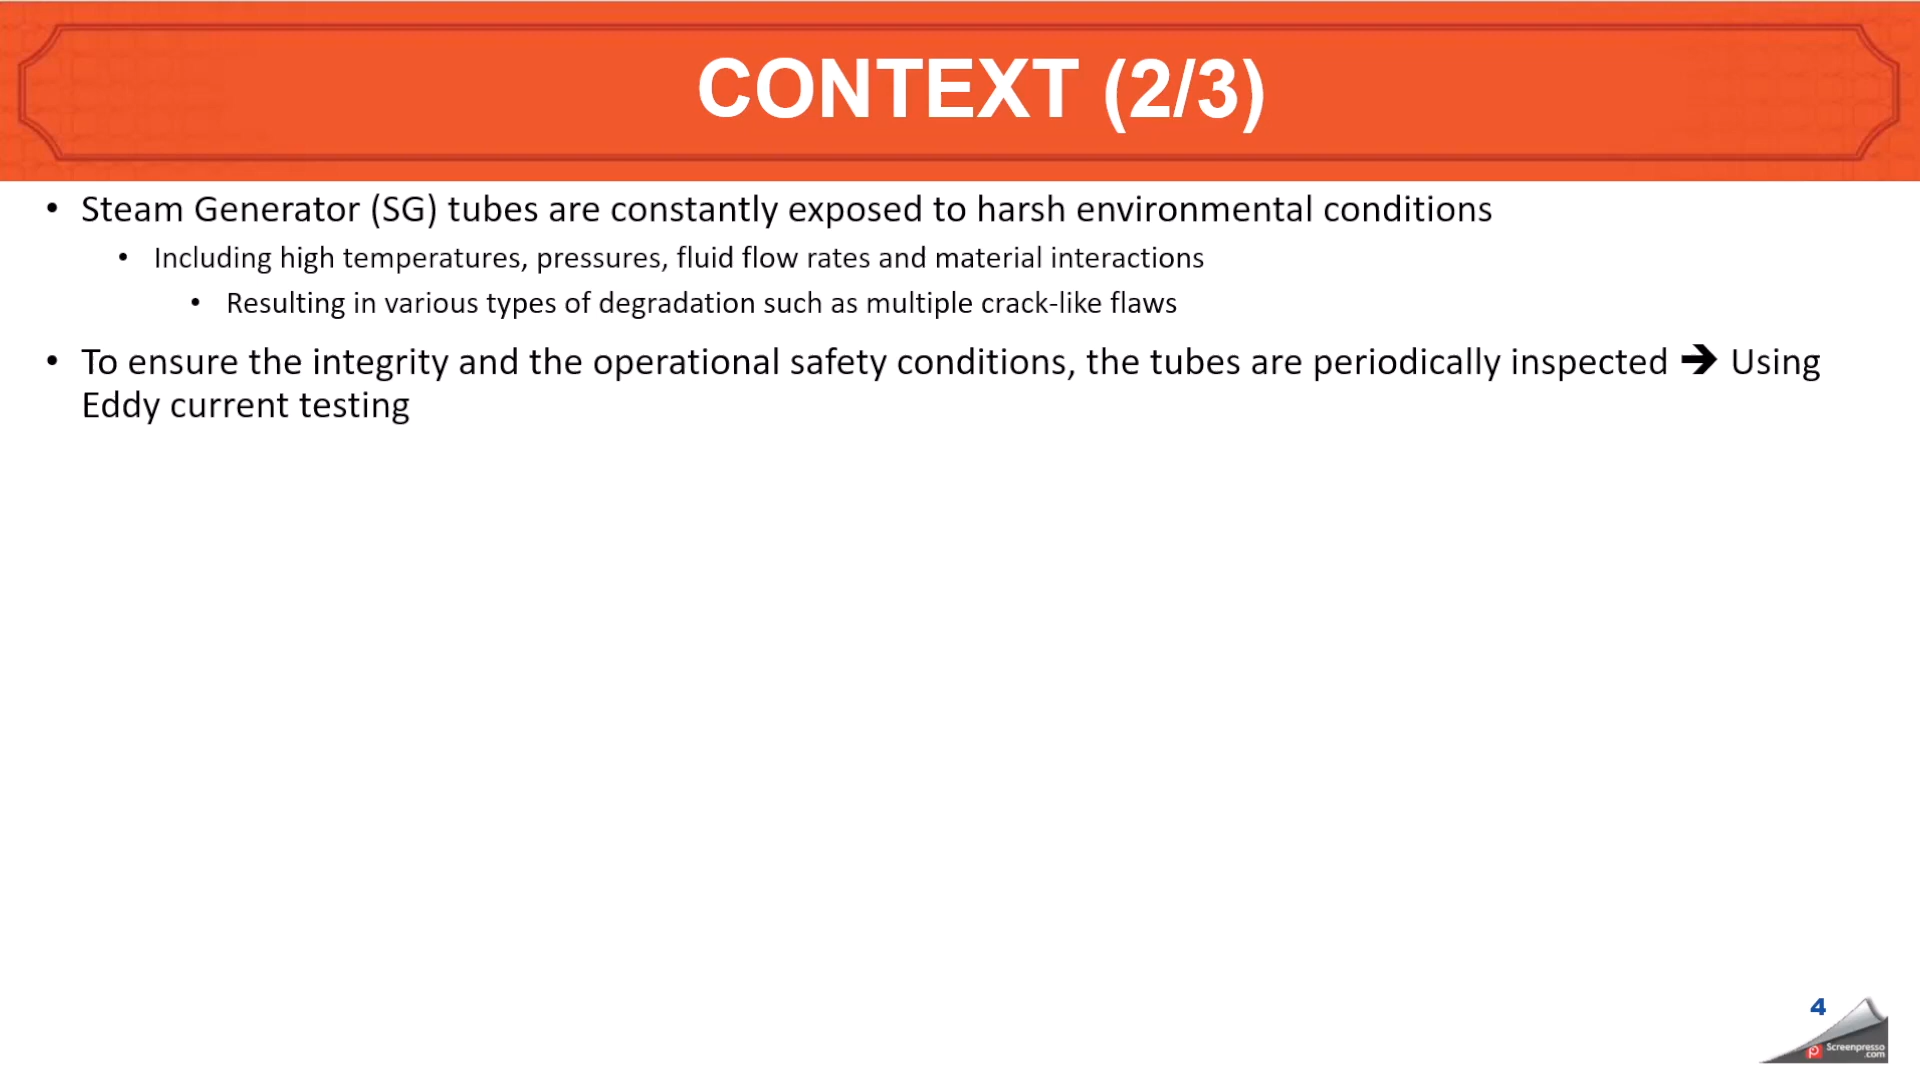 CONTEXT (2/3)
• Steam Generator (SG) tubes are constantly exposed to harsh environmental conditions
• Including high temperatures, pressures, fluid flow rates and material interactions
• Resulting in various types of degradation such as multiple crack-like flaws
• To ensure the integrity and the operational safety conditions, the tubes are periodically inspected ➔ Using
Eddy current testing
4
Screenpresso
.com